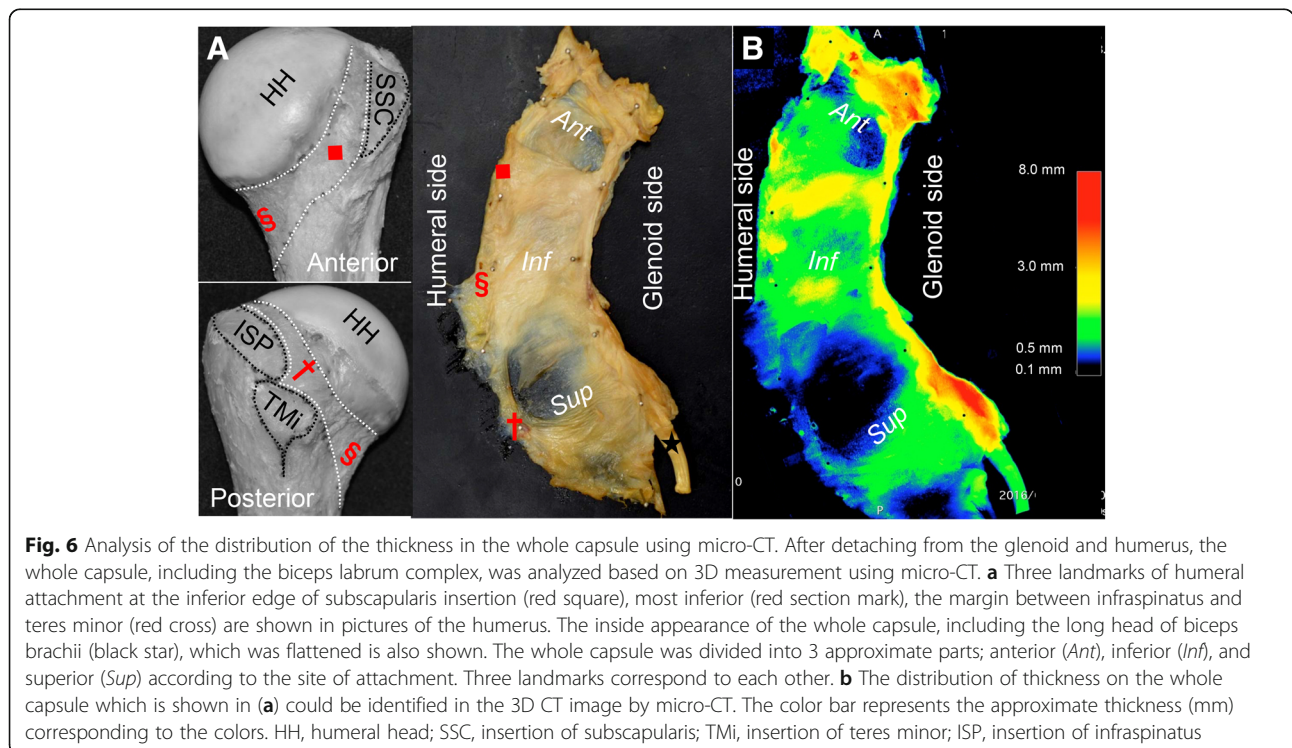 A
HH
SSC
§
Anterior
ISP
HH
†
TMi
§
Posterior
Humeral side
Ant
Inf
§
Glenoid side
Sup
†
B
A
1
Humeral side
Ant
Inf
Glenoid side
Sup
8.0 mm
3.0 mm
0.5 mm
0.1 mm
0
P
Fig. 6 Analysis of the distribution of the thickness in the whole capsule using micro-CT. After detaching from the glenoid and humerus, the
whole capsule, including the biceps labrum complex, was analyzed based on 3D measurement using micro-CT. a Three landmarks of humeral
attachment at the inferior edge of subscapularis insertion (red square), most inferior (red section mark), the margin between infraspinatus and
teres minor (red cross) are shown in pictures of the humerus. The inside appearance of the whole capsule, including the long head of biceps
brachii (black star), which was flattened is also shown. The whole capsule was divided into 3 approximate parts; anterior (Ant), inferior (Inf), and
superior (Sup) according to the site of attachment. Three landmarks correspond to each other. b The distribution of thickness on the whole
capsule which is shown in (a) could be identified in the 3D CT image by micro-CT. The color bar represents the approximate thickness (mm)
corresponding to the colors. HH, humeral head; SSC, insertion of subscapularis; TMi, insertion of teres minor; ISP, insertion of infraspinatus